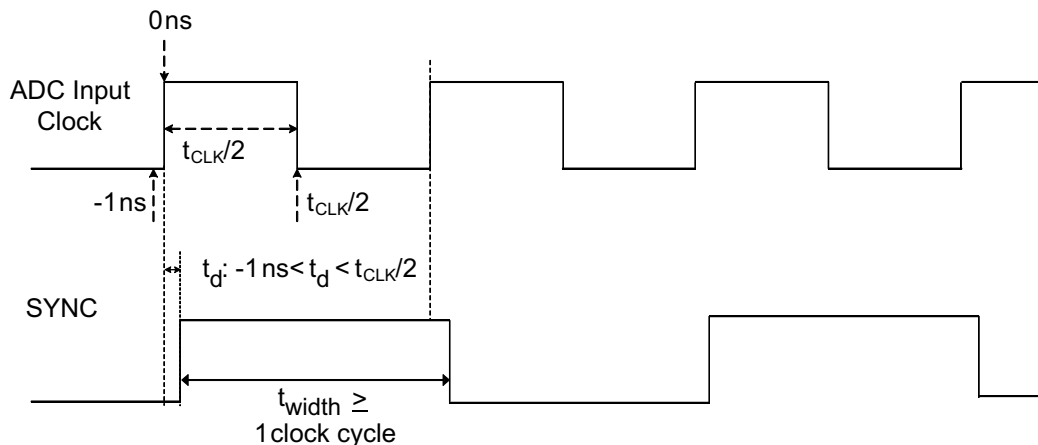 0ns
ADC Input
Clock
tCLK/2
-1ns
tCLK/2
td: -1ns< td < tCLK/2
SYNC
twidth ≥
1clock cycle